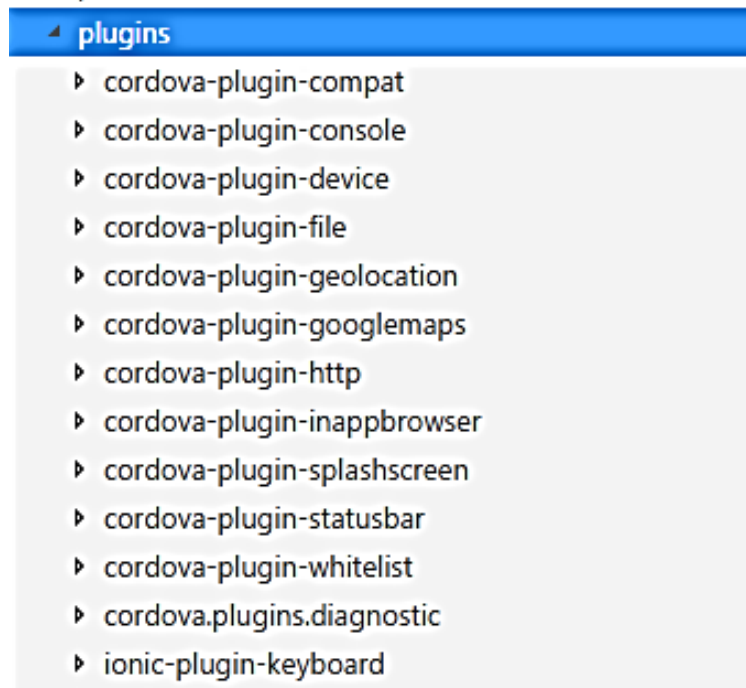 plugins
cordova-plugin-compat
cordova-plugin-console
cordova-plugin-device
cordova-plugin-file
cordova-plugin-geolocation
cordova-plugin-googlemaps
cordova-plugin-http
cordova-plugin-inappbrowser
cordova-plugin-splashscreen
cordova-plugin-statusbar
cordova-plugin-whitelist
cordova.plugins.diagnostic
ionic-plugin-keyboard